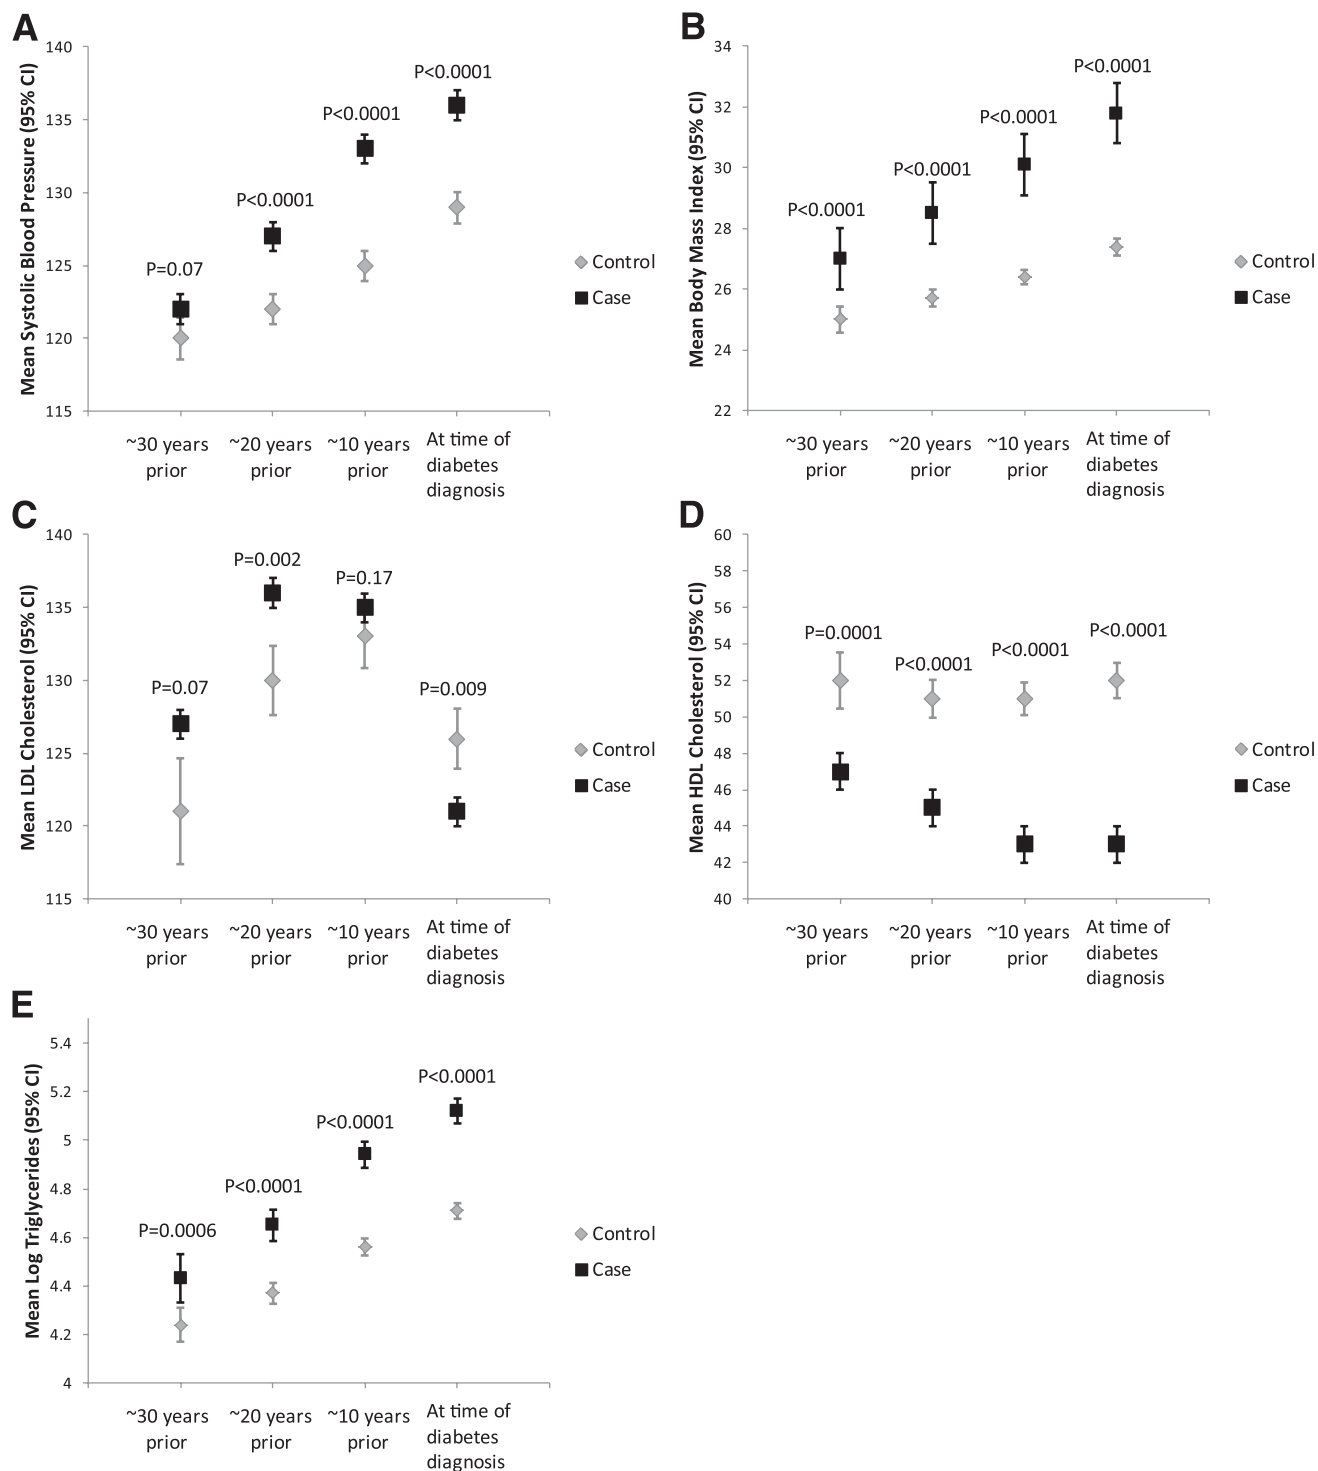 A
Mean Systolic Blood Pressure (95% CI)
140
135
130
125
120
115
P=0.07
P<0.0001
P<0.0001
P<0.0001
~30 years
prior
~20 years
prior
~10 years
prior
At time of
diabetes
diagnosis
Control
Case
B
Mean Body Mass Index (95% CI)
34
32
30
28
26
24
22
P<0.0001
P<0.0001
P<0.0001
P<0.0001
~30 years
prior
~20 years
prior
~10 years
prior
At time of
diabetes
diagnosis
Control
Case
C
Mean LDL Cholesterol (95% CI)
140
135
130
125
120
115
P=0.07
P=0.002
P=0.17
P=0.009
~30 years
prior
~20 years
prior
~10 years
prior
At time of
diabetes
diagnosis
Control
Case
D
Mean HDL Cholesterol (95% CI)
60
58
56
54
52
50
48
46
44
42
40
P=0.0001
P<0.0001
P<0.0001
P<0.0001
~30 years
prior
~20 years
prior
~10 years
prior
At time of
diabetes
diagnosis
Control
Case
E
Mean Log Triglycerides (95% CI)
5.4
5.2
5
4.8
4.6
4.4
4.2
4
P=0.0006
P<0.0001
P<0.0001
P<0.0001
~30 years
prior
~20 years
prior
~10 years
prior
At time of
diabetes
diagnosis
Control
Case